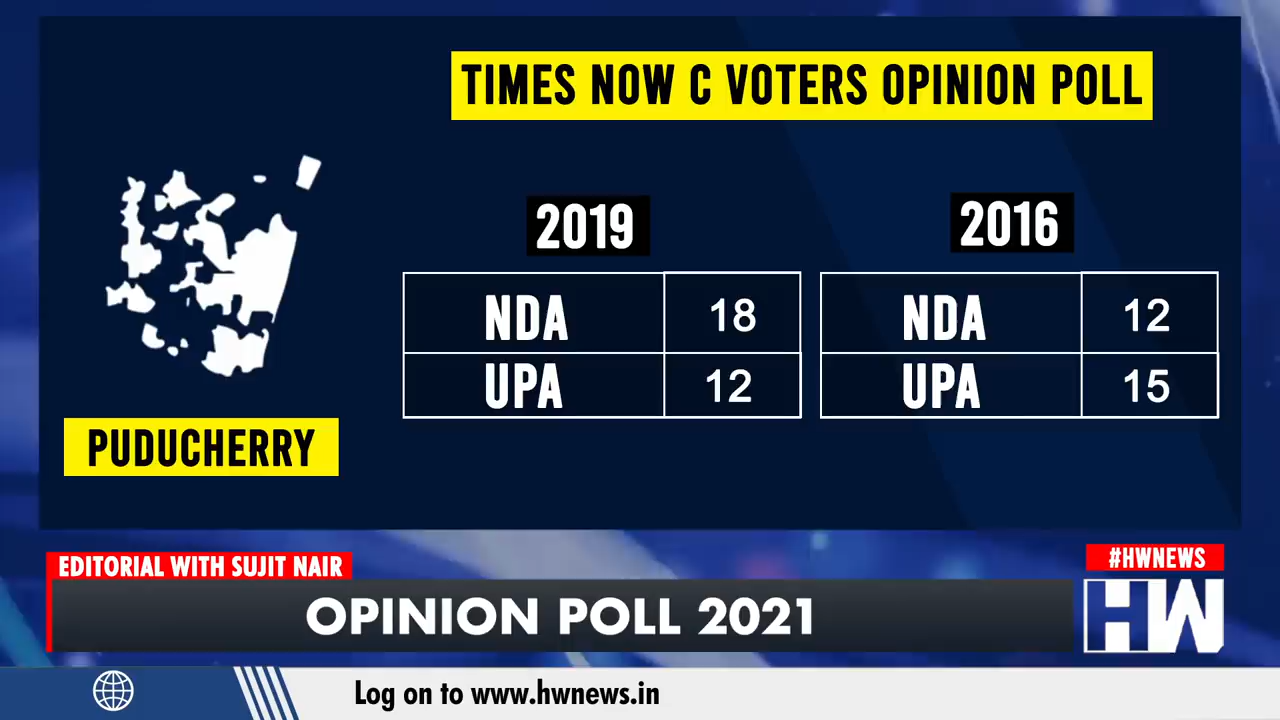 TIMES NOW C VOTERS OPINION POLL
2019
NDA 18
UPA 12
2016
NDA 12
UPA 15
PUDUCHERRY
EDITORIAL WITH SUJIT NAIR
OPINION POLL 2021
#HWNEWS
HW
Log on to www.hwnews.in